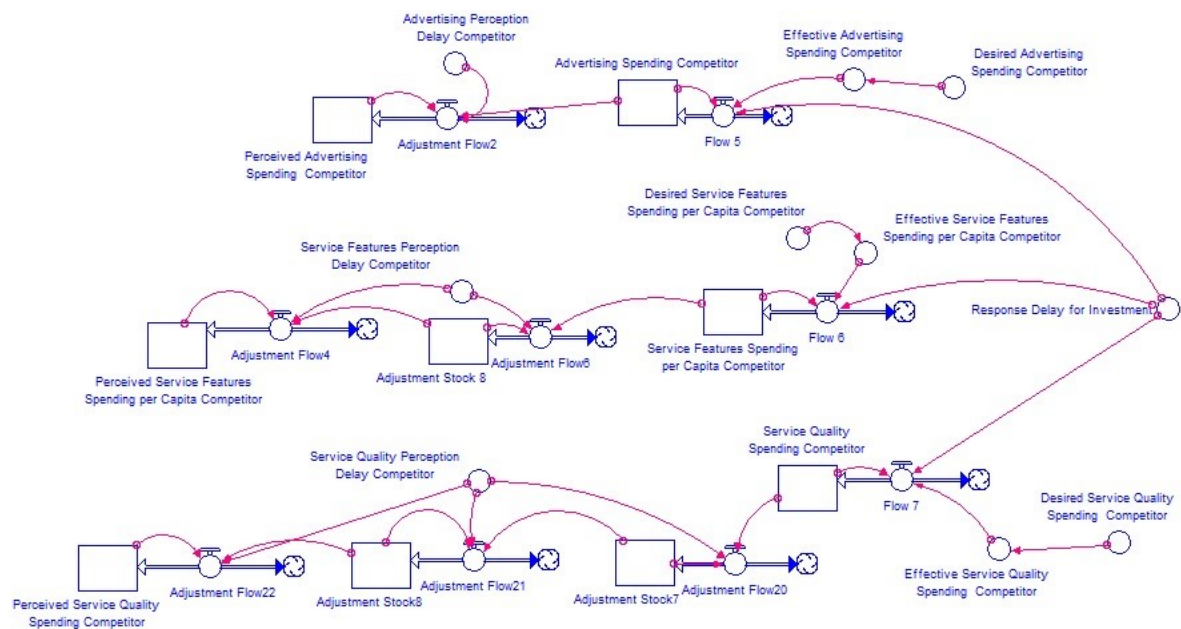 Advertising Perception
Delay Competitor
Effective Advertising
Spending Competitor
Desired Advertising
Spending Competitor
Advertising Spending Competitor
Adjustment Flow2
Flow 5
Perceived Advertising
Spending Competitor
Desired Service Features
Spending per Capita Competitor
Effective Service Features
Spending per Capita Competitor
Service Features Perception
Delay Competitor
Response Delay for Investment
Adjustment Flow4
Adjustment Flow6
Flow 6
Perceived Service Features
Spending per Capita Competitor
Adjustment Stock 8
Service Features Spending
per Capita Competitor
Service Quality
Spending Competitor
Service Quality Perception
Delay Competitor
Flow 7
Desired Service Quality
Spending Competitor
Adjustment Flow22
Adjustment Flow21
Adjustment Flow20
Perceived Service Quality
Spending Competitor
Adjustment Stock8
Adjustment Stock7
Effective Service Quality
Spending Competitor